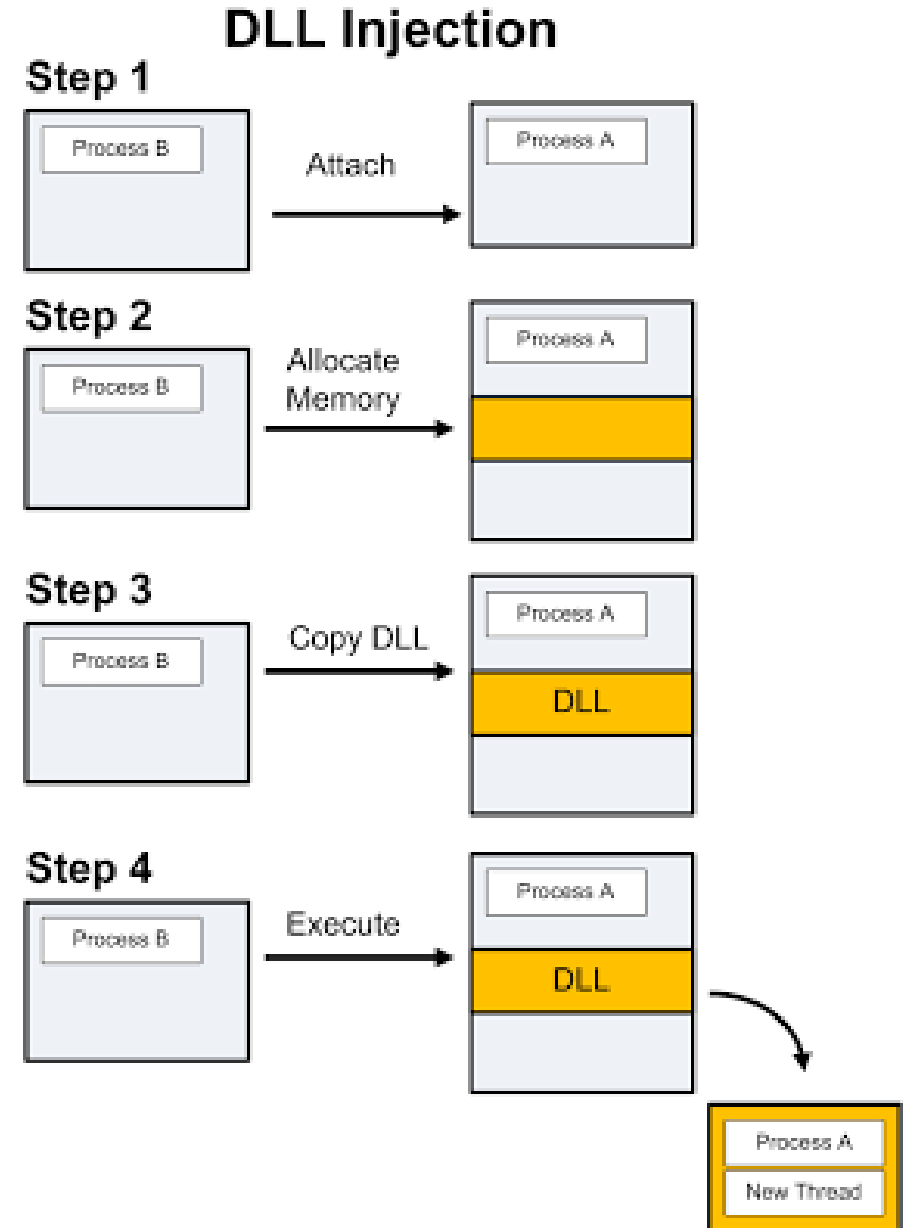 DLL Injection
Step 1
Process B
Attach
Process A
Step 2
Process B
Allocate
Memory
Process A
Step 3
Process B
Copy DLL
Process A
DLL
Step 4
Process B
Execute
Process A
DLL
Process A
New Thread